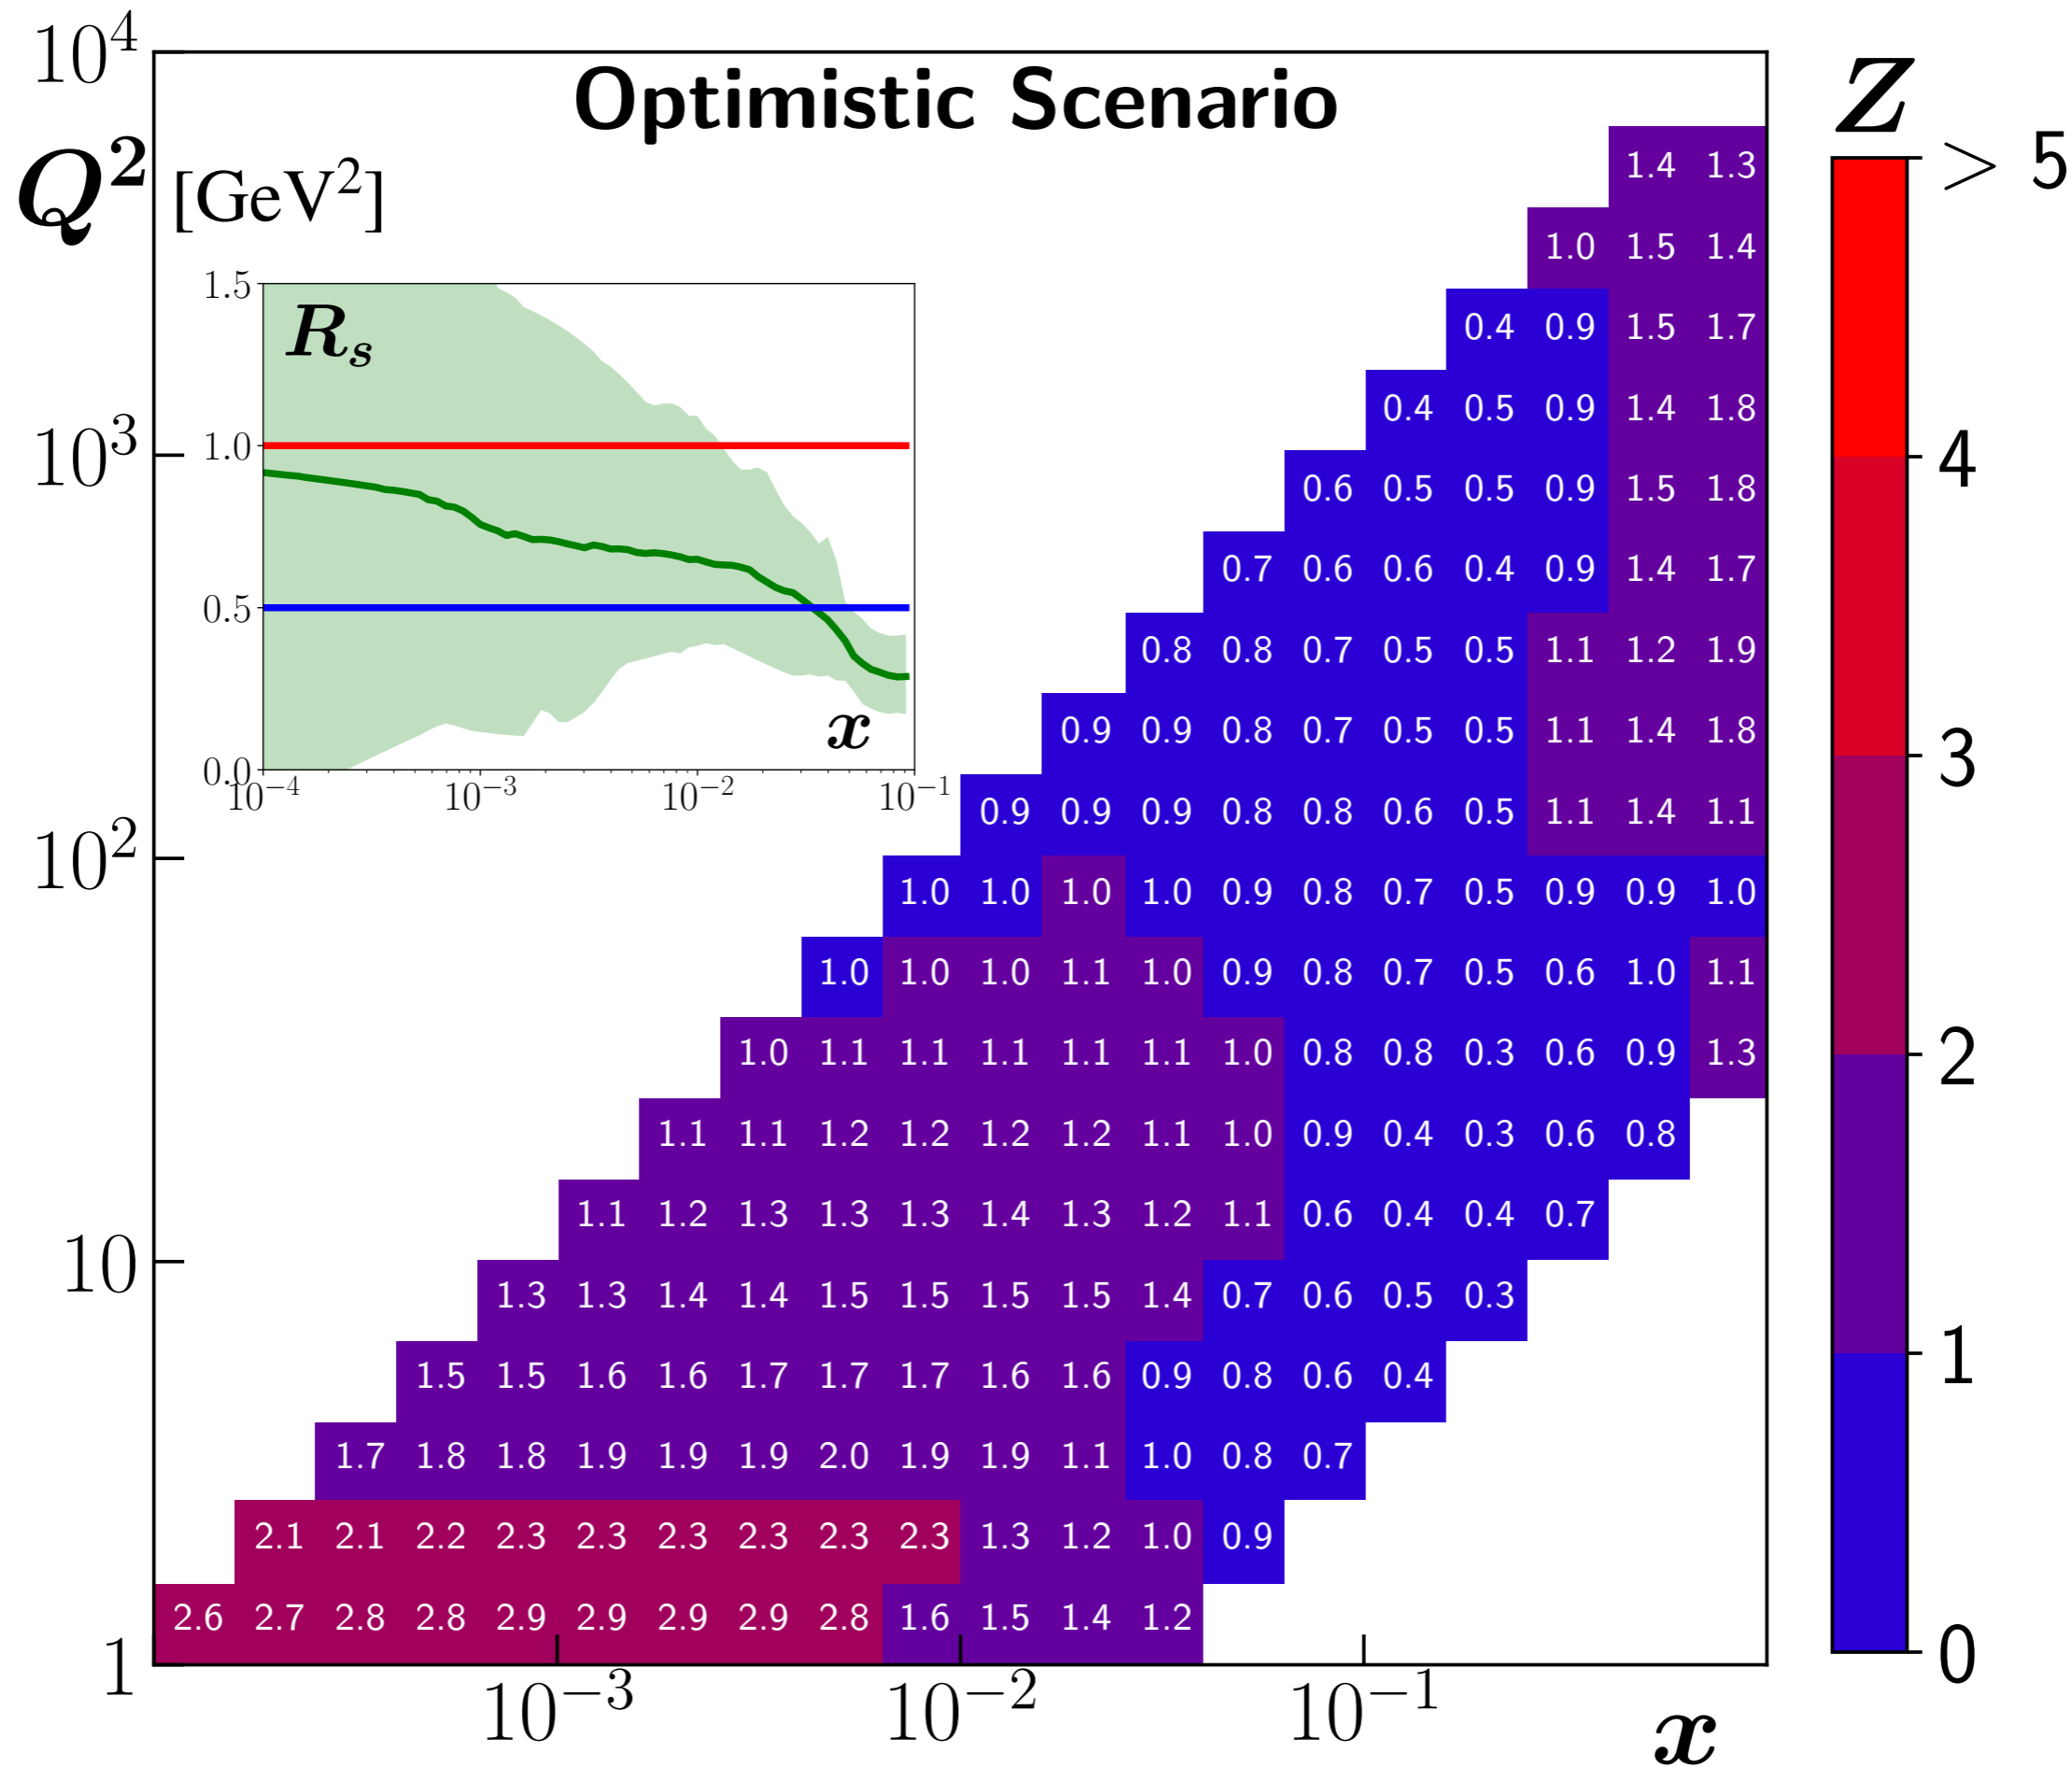 10⁴
Optimistic Scenario
Z
Q² [GeV²]
> 5
1.4 1.3
1.0 1.5 1.4
1.5
R_s
0.4 0.9 1.5 1.7
0.4 0.5 0.9 1.4 1.8
10³
1.0
4
0.6 0.5 0.5 0.9 1.5 1.8
0.7 0.6 0.6 0.4 0.9 1.4 1.7
0.5
0.8 0.8 0.7 0.5 0.5 1.1 1.2 1.9
x
0.9 0.9 0.8 0.7 0.5 0.5 1.1 1.4 1.8
3
0.0
10⁻⁴ 10⁻³ 10⁻² 10⁻¹
0.9 0.9 0.9 0.8 0.8 0.6 0.5 1.1 1.4 1.1
10²
1.0 1.0 1.0 1.0 0.9 0.8 0.7 0.5 0.9 0.9 1.0
1.0 1.0 1.0 1.1 1.0 0.9 0.8 0.7 0.5 0.6 1.0 1.1
1.0 1.1 1.1 1.1 1.1 1.1 1.0 0.8 0.8 0.3 0.6 0.9 1.3
2
1.1 1.1 1.2 1.2 1.2 1.2 1.1 1.0 0.9 0.4 0.3 0.6 0.8
1.1 1.2 1.3 1.3 1.3 1.4 1.3 1.2 1.1 0.6 0.4 0.4 0.7
10
1.3 1.3 1.4 1.4 1.5 1.5 1.5 1.5 1.4 0.7 0.6 0.5 0.3
1
1.5 1.5 1.6 1.6 1.7 1.7 1.7 1.6 1.6 0.9 0.8 0.6 0.4
1.7 1.8 1.8 1.9 1.9 1.9 2.0 1.9 1.9 1.1 1.0 0.8 0.7
2.1 2.1 2.2 2.3 2.3 2.3 2.3 2.3 2.3 1.3 1.2 1.0 0.9
2.6 2.7 2.8 2.8 2.9 2.9 2.9 2.9 2.8 1.6 1.5 1.4 1.2
1
0
10⁻³ 10⁻² 10⁻¹
x